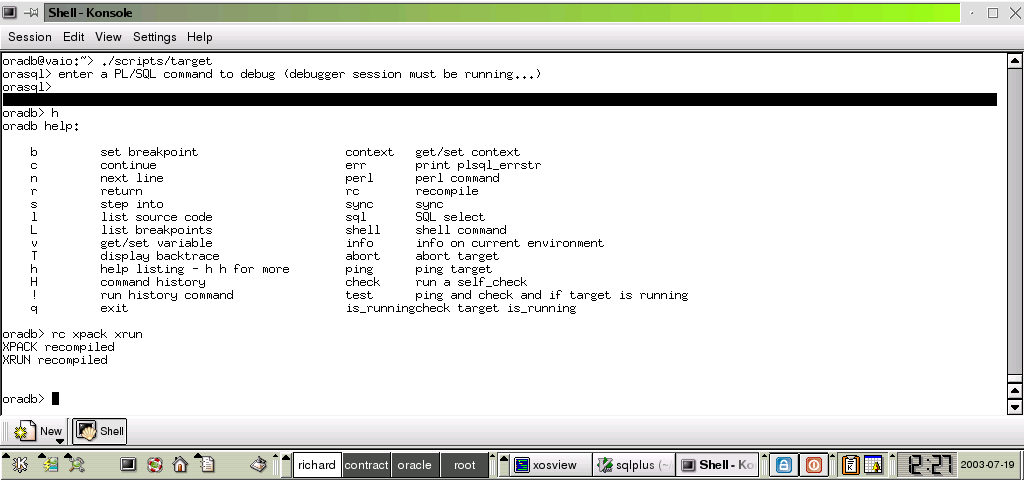 Shell - Konsole
Session Edit View Settings Help
oradb@vaio:~> ./scripts/target
orasql> enter a PL/SQL command to debug (debugger session must be running...)
orasql>
oradb> h
oradb help:
b set breakpoint context get/set context
c continue err print plsql_errstr
n next line perl perl command
r return rc recompile
s step into sync sync
l list source code sql SQL select
L list breakpoints shell shell command
v get/set variable info info on current environment
T display backtrace abort abort target
h help listing - h h for more ping ping target
H command history check run a self_check
! run history command test ping and check and if target is running
q exit is_runningcheck target is_running
oradb> rc xpack xrun
XPACK recompiled
XRUN recompiled
oradb>
New Shell
richard contract oracle root xosview sqlplus (~ Shell - Ko 2:27 2003-07-19